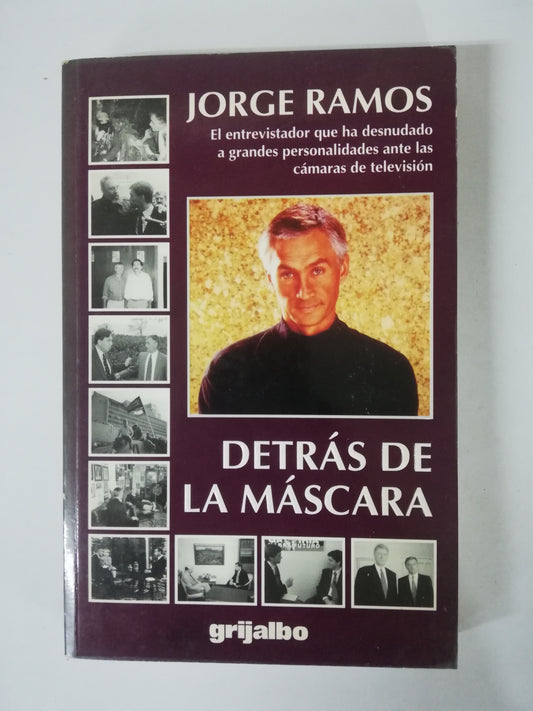 JORGE RAMOS
El entrevistador que ha desnudado
a grandes personalidades ante las
cámaras de televisión
DETRÁS DE
LA MÁSCARA
grijalbo